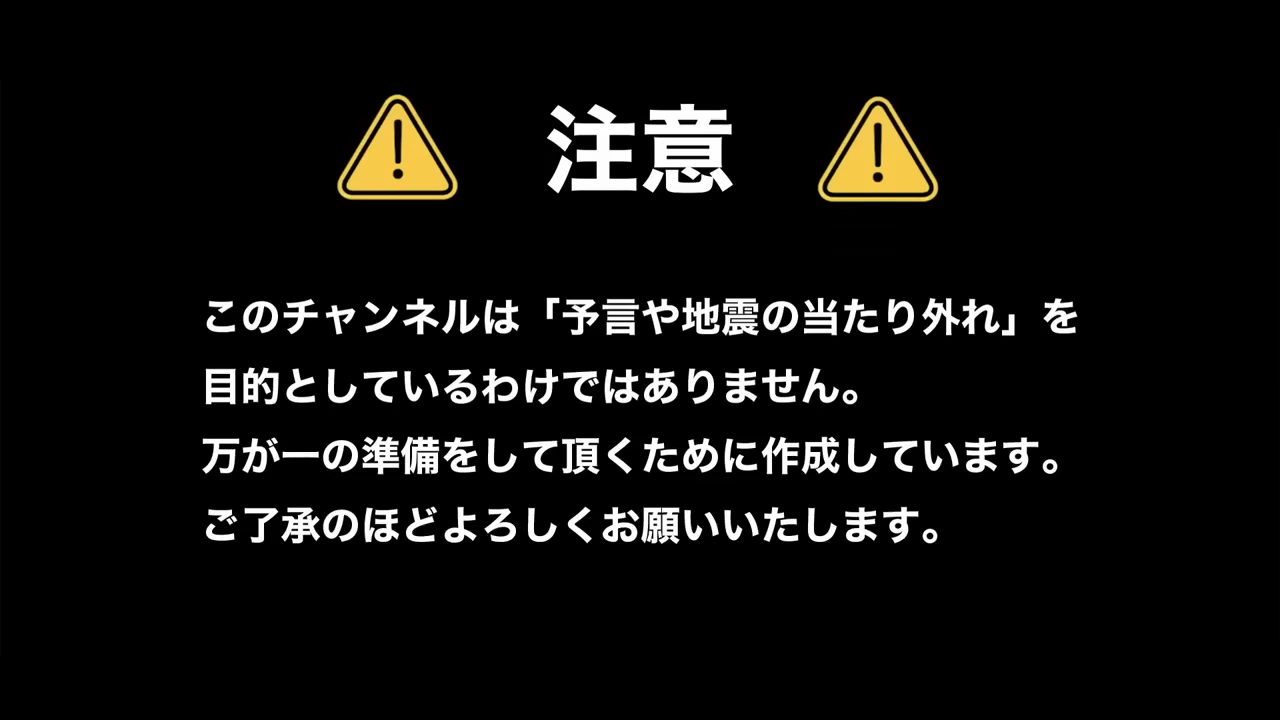 注意
このチャンネルは「予言や地震の当たり外れ」を
目的としているわけではありません。
万が一の準備をして頂くために作成しています。
ご了承のほどよろしくお願いいたします。